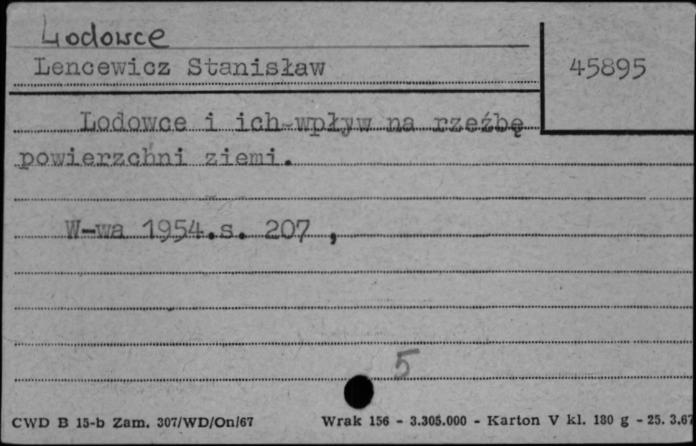 Lodowce
Lencewicz Stanisław
45895
Lodowce i ich wpływ na rzeźbę
powierzchni ziemi.
W-wa 1954.s. 207 ,
5
CWD B 15-b Zam. 307/WD/On/67 Wrak 156 - 3.305.000 - Karton V kl. 180 g - 25. 3.67